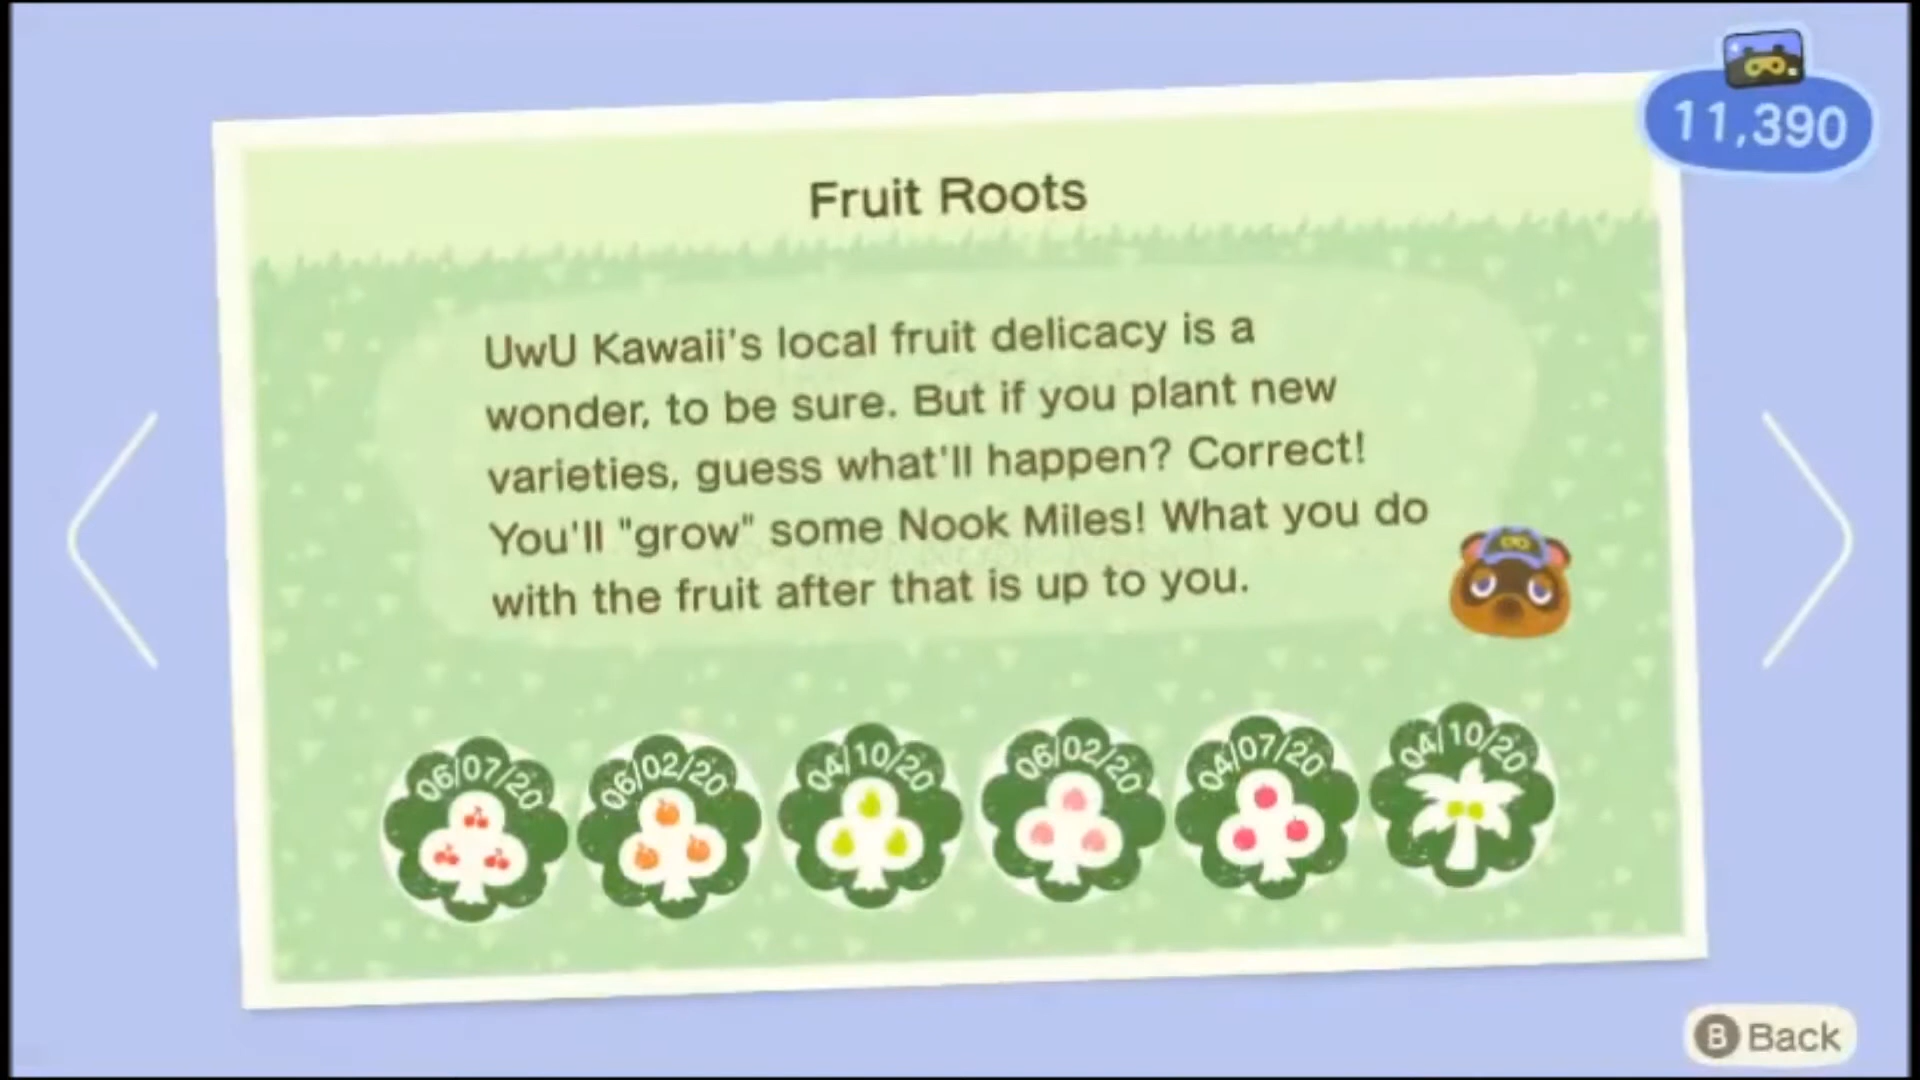 11,390
Fruit Roots
UwU Kawaii's local fruit delicacy is a
wonder, to be sure. But if you plant new
varieties, guess what'll happen? Correct!
You'll "grow" some Nook Miles! What you do
with the fruit after that is up to you.
06/07/20
06/02/20
04/10/20
06/02/20
04/07/20
04/10/20
B Back